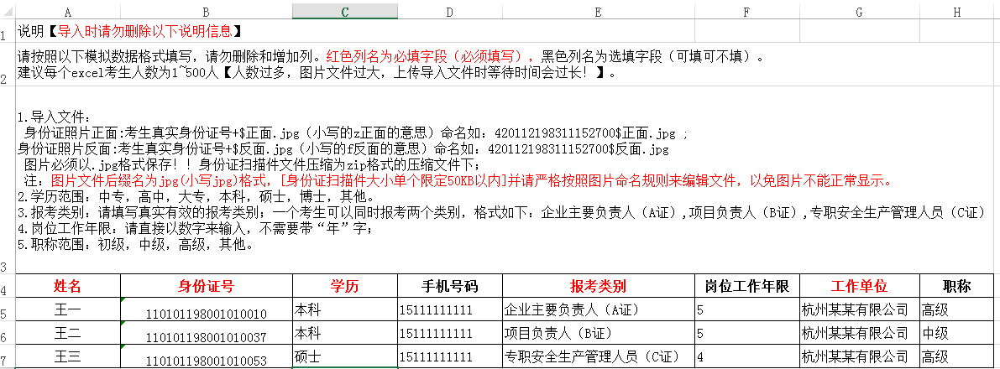 A B C D E F G H
1 说明【导入时请勿删除以下说明信息】
请按照以下模拟数据格式填写，请勿删除和增加列。红色列名为必填字段（必须填写），黑色列名为选填字段（可填可不填）。
2 建议每个excel考生人数为1~500人【人数过多，图片文件过大，上传导入文件时等待时间会过长！】。
1.导入文件：
身份证照片正面:考生真实身份证号+$正面.jpg（小写的z正面的意思）命名如：420112198311152700$正面.jpg ;
身份证照片反面:考生真实身份证号+$反面.jpg（小写的f反面的意思）命名如：420112198311152700$反面.jpg
图片必须以.jpg格式保存！！身份证扫描件文件压缩为zip格式的压缩文件下;
注：图片文件后缀名为jpg(小写jpg)格式，[身份证扫描件大小单个限定50KB以内]并请严格按照图片命名规则来编辑文件，以免图片不能正常显示。
2.学历范围：中专，高中，大专，本科，硕士，博士，其他。
3.报考类别：请填写真实有效的报考类别；一个考生可以同时报考两个类别，格式如下：企业主要负责人（A证）,项目负责人（B证）,专职安全生产管理人员（C证）
4.岗位工作年限：请直接以数字来输入，不需要带“年”字;
5.职称范围：初级，中级，高级，其他。
3
4 姓名 身份证号 学历 手机号码 报考类别 岗位工作年限 工作单位 职称
5 王一 110101198001010010 本科 15111111111 企业主要负责人（A证） 5 杭州某某有限公司 高级
6 王二 110101198001010037 本科 15111111111 项目负责人（B证） 5 杭州某某有限公司 中级
7 王三 110101198001010053 硕士 15111111111 专职安全生产管理人员（C证） 4 杭州某某有限公司 高级